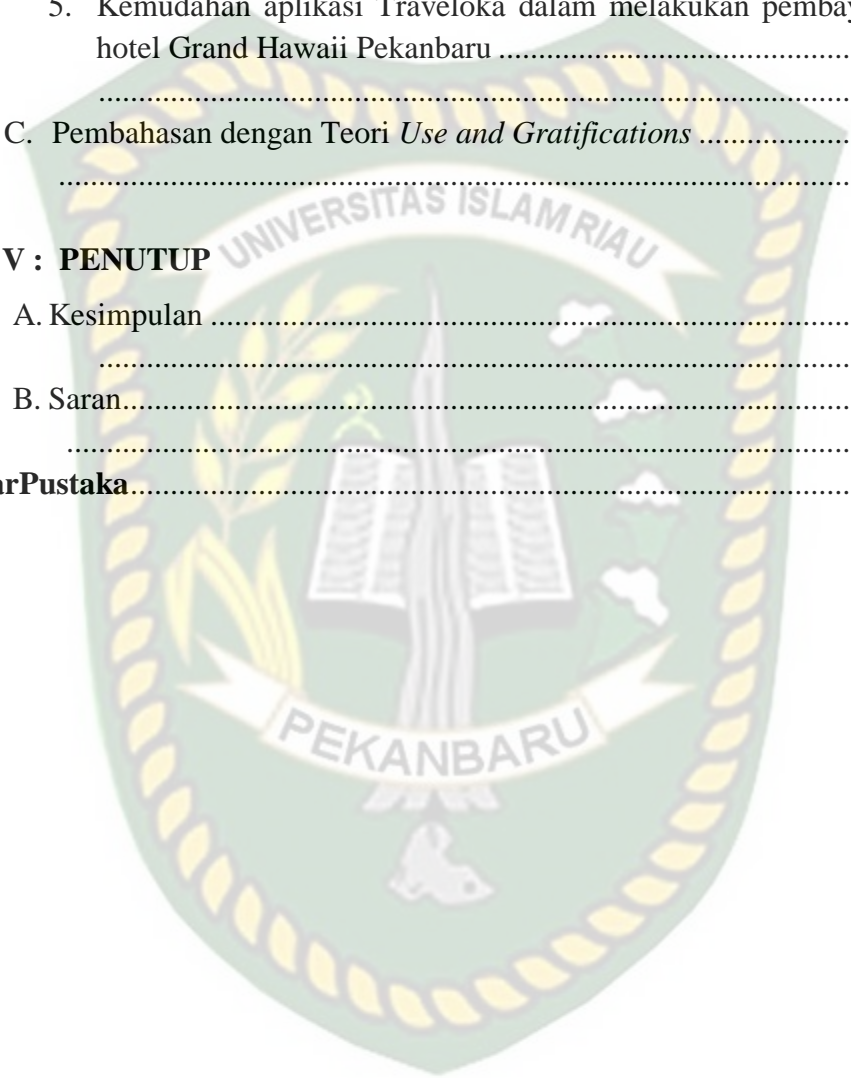 5. Kemudahan aplikasi Traveloka dalam melakukan pembay
hotel Grand Hawaii Pekanbaru ........................................
................................................................................
C. Pembahasan dengan Teori Use and Gratifications ..................
................................................................................
UNIVERSITAS ISLAM RIAU
V : PENUTUP
A. Kesimpulan ................................................................
................................................................................
B. Saran................................................................
................................................................................
arPustaka................................................................
PEKANBARU